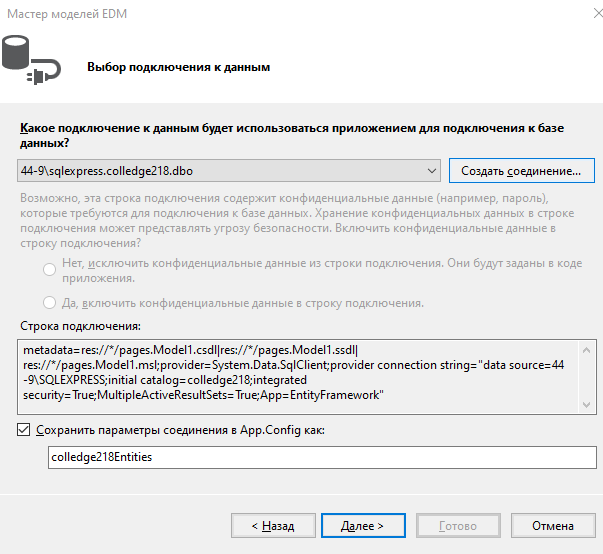 Мастер моделей EDM
Выбор подключения к данным
Какое подключение к данным будет использоваться приложением для подключения к базе
данных?
44-9\sqlexpress.colledge218.dbo
Создать соединение...
Возможно, эта строка подключения содержит конфиденциальные данные (например, пароль),
которые требуются для подключения к базе данных. Хранение конфиденциальных данных в строке
подключения может представлять угрозу безопасности. Включить конфиденциальные данные в
строку подключения?
Нет, исключить конфиденциальные данные из строки подключения. Они будут заданы в коде
приложения.
Да, включить конфиденциальные данные в строку подключения.
Строка подключения:
metadata=res://*/pages.Model1.csdl|res://*/pages.Model1.ssdl|
res://*/pages.Model1.msl;provider=System.Data.SqlClient;provider connection string="data source=44
-9\SQLEXPRESS;initial catalog=colledge218;integrated
security=True;MultipleActiveResultSets=True;App=EntityFramework"
Сохранить параметры соединения в App.Config как:
colledge218Entities
< Назад
Далее >
Готово
Отмена